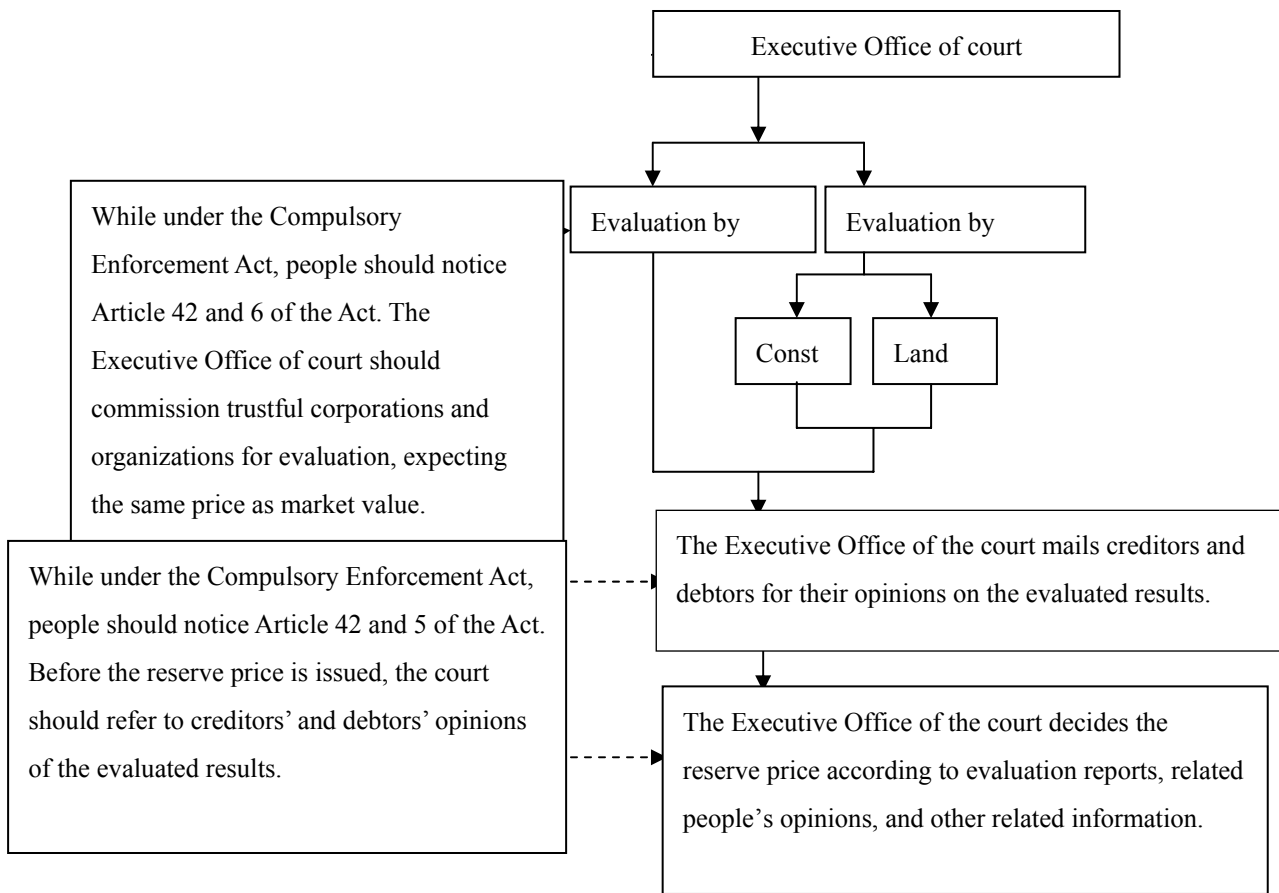 Executive Office of court
Evaluation by
Evaluation by
Const
Land
While under the Compulsory
Enforcement Act, people should notice
Article 42 and 6 of the Act. The
Executive Office of court should
commission trustful corporations and
organizations for evaluation, expecting
the same price as market value.
The Executive Office of the court mails creditors and
debtors for their opinions on the evaluated results.
While under the Compulsory Enforcement Act,
people should notice Article 42 and 5 of the Act.
Before the reserve price is issued, the court
should refer to creditors’ and debtors’ opinions
of the evaluated results.
The Executive Office of the court decides the
reserve price according to evaluation reports, related
people’s opinions, and other related information.